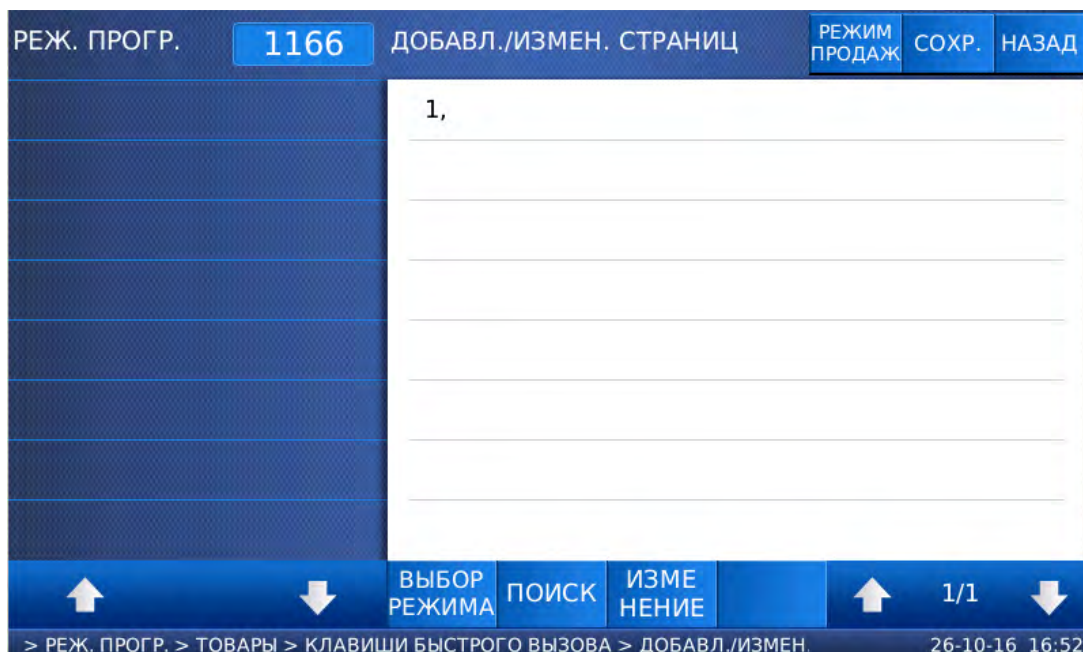 РЕЖ. ПРОГР. 1166 ДОБАВЛ./ИЗМЕН. СТРАНИЦ РЕЖИМ ПРОДАЖ СОХР. НАЗАД
1,
ВЫБОР РЕЖИМА ПОИСК ИЗМЕ НЕНИЕ 1/1
> РЕЖ. ПРОГР. > ТОВАРЫ > КЛАВИШИ БЫСТРОГО ВЫЗОВА > ДОБАВЛ./ИЗМЕН. 26-10-16 16:52